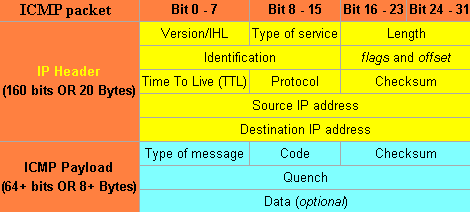 ICMP packet Bit 0 - 7 Bit 8 - 15 Bit 16 - 23 Bit 24 - 31
IP Header
(160 bits OR 20 Bytes)
Version/IHL Type of service Length
Identification flags and offset
Time To Live (TTL) Protocol Checksum
Source IP address
Destination IP address
ICMP Payload
(64+ bits OR 8+ Bytes)
Type of message Code Checksum
Quench
Data (optional)